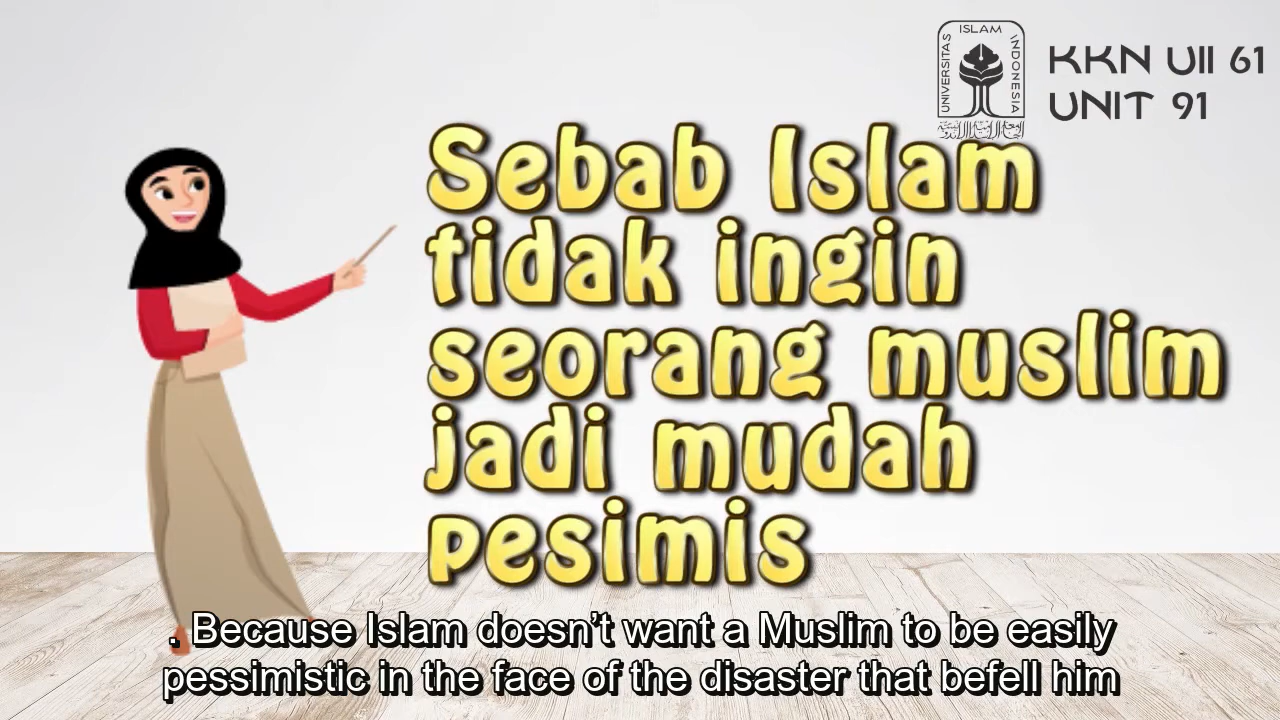 UNIVERSITAS
ISLAM
INDONESIA
KKN UII 61
UNIT 91
Sebab Islam
tidak ingin
seorang muslim
jadi mudah
pesimis
. Because Islam doesn't want a Muslim to be easily
pessimistic in the face of the disaster that befell him